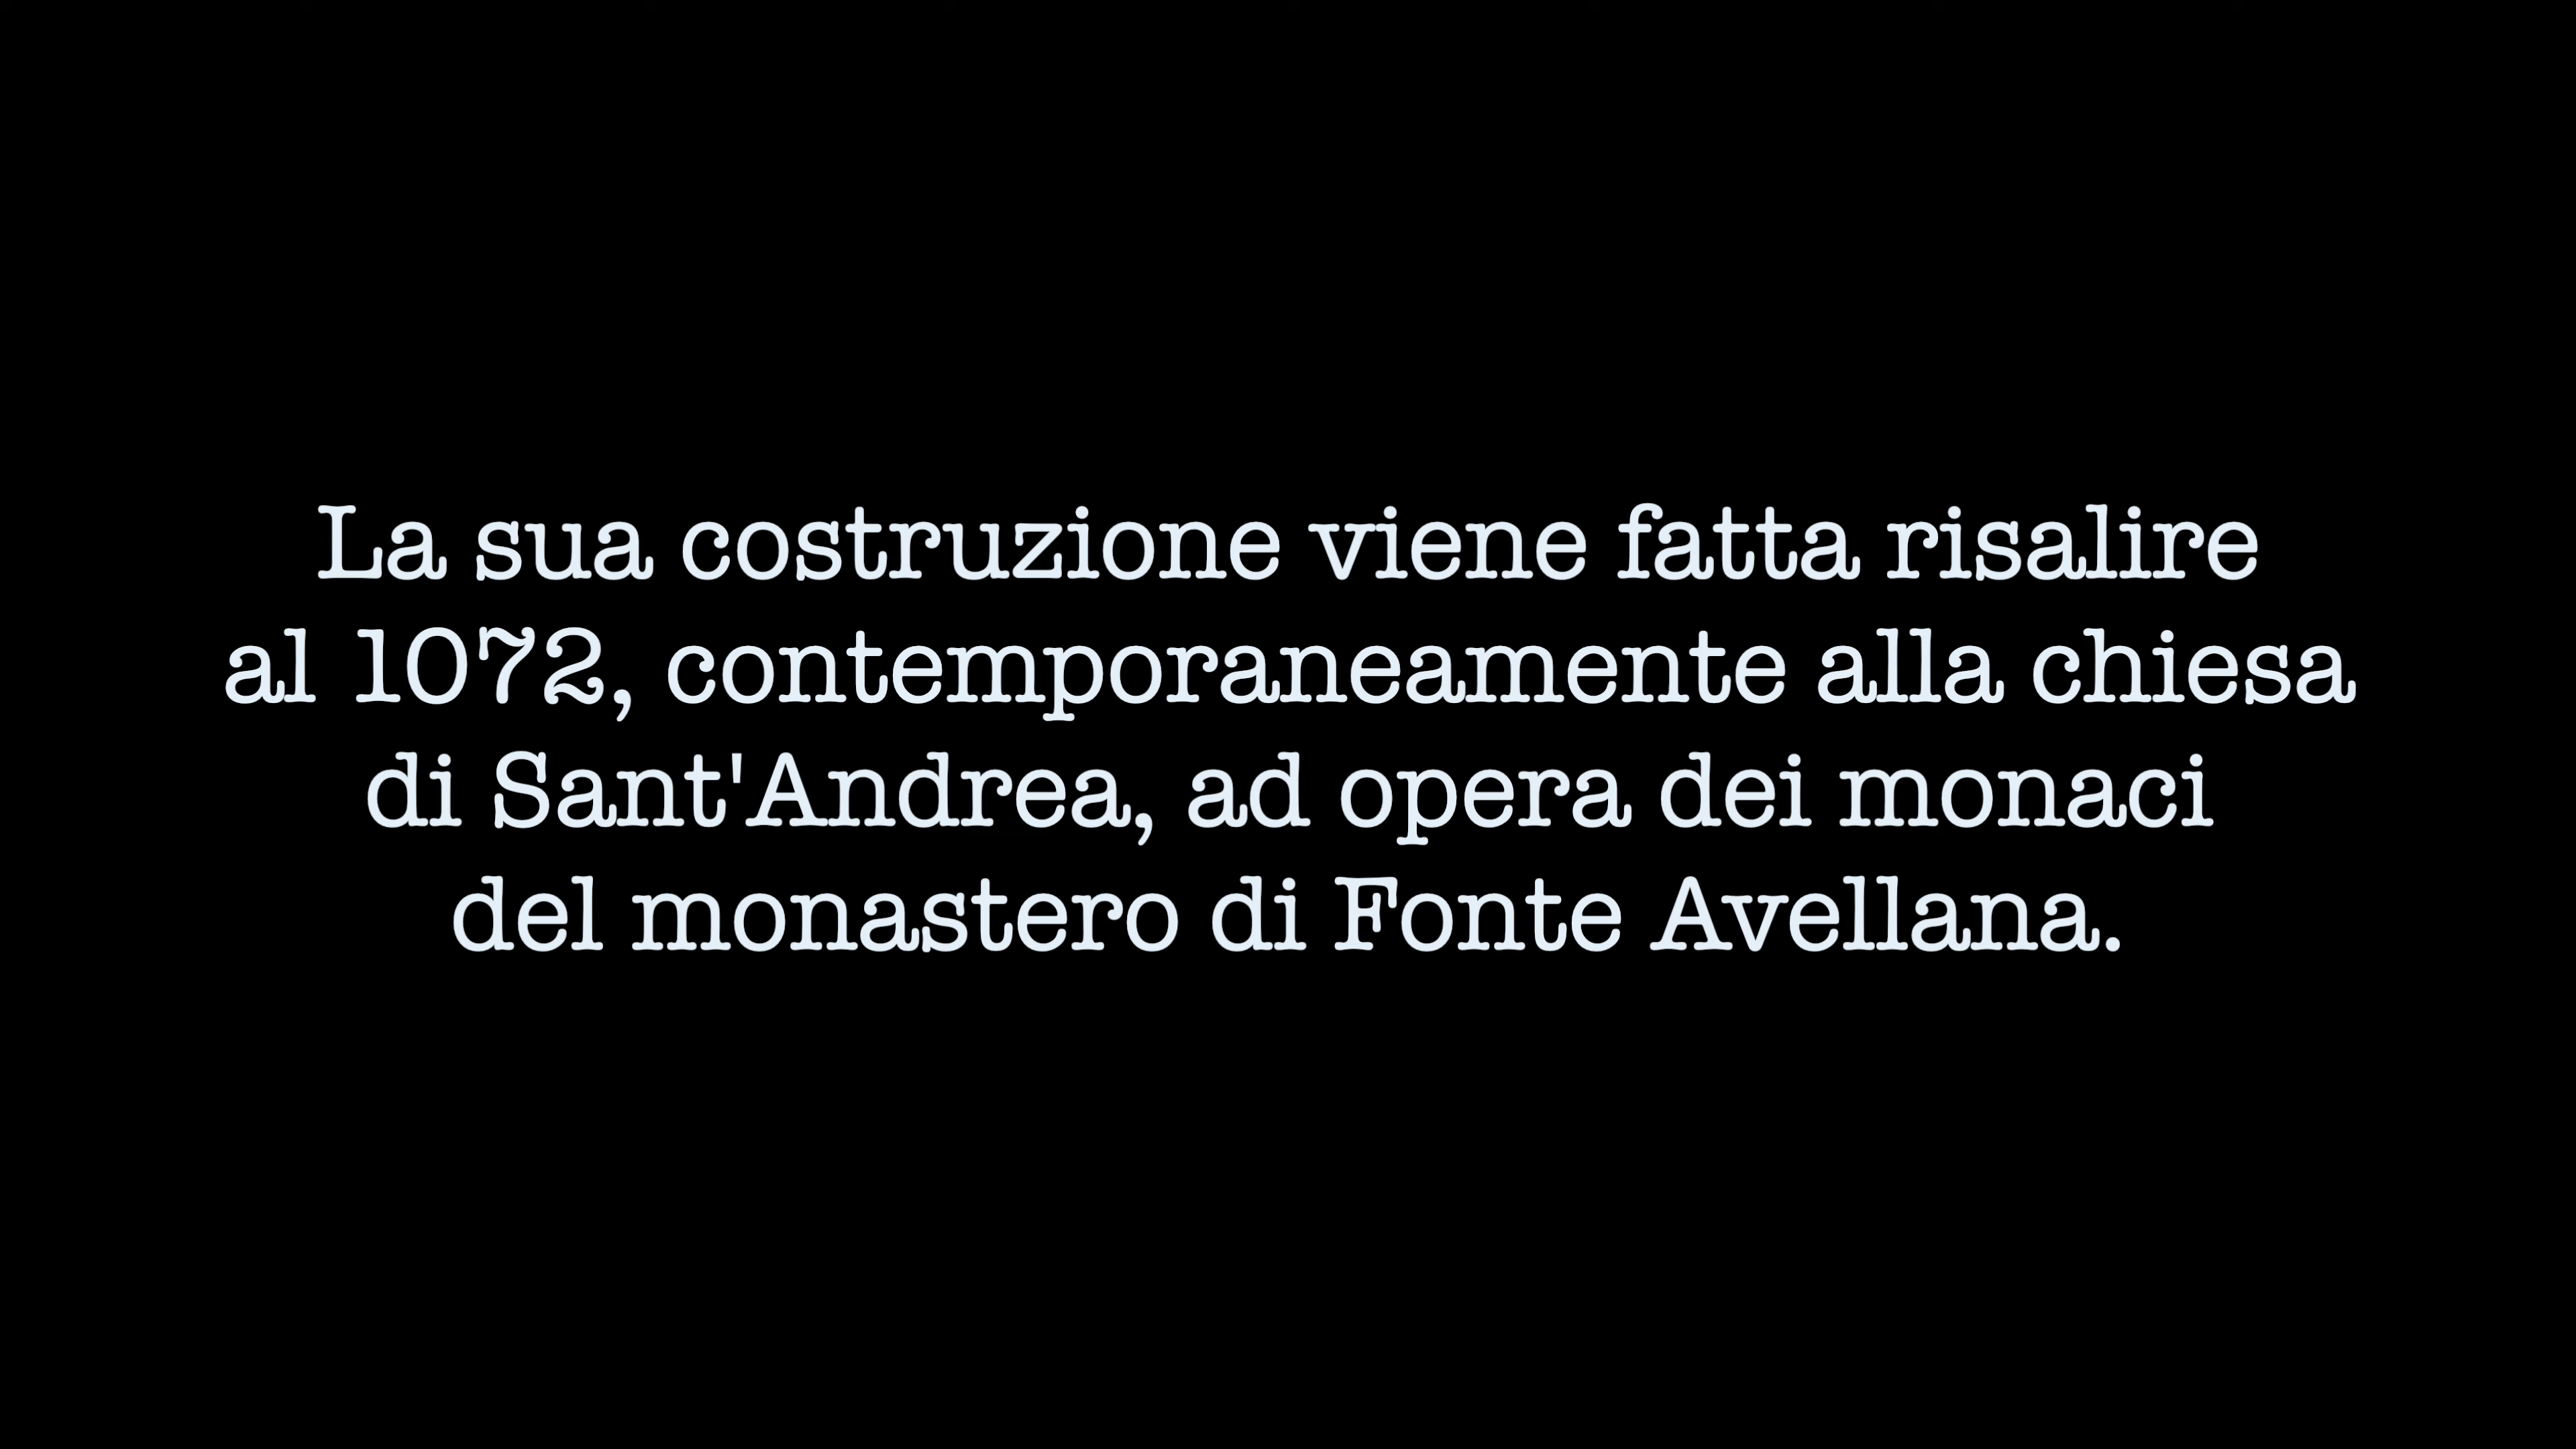 La sua costruzione viene fatta risalire
al 1072, contemporaneamente alla chiesa
di Sant'Andrea, ad opera dei monaci
del monastero di Fonte Avellana.